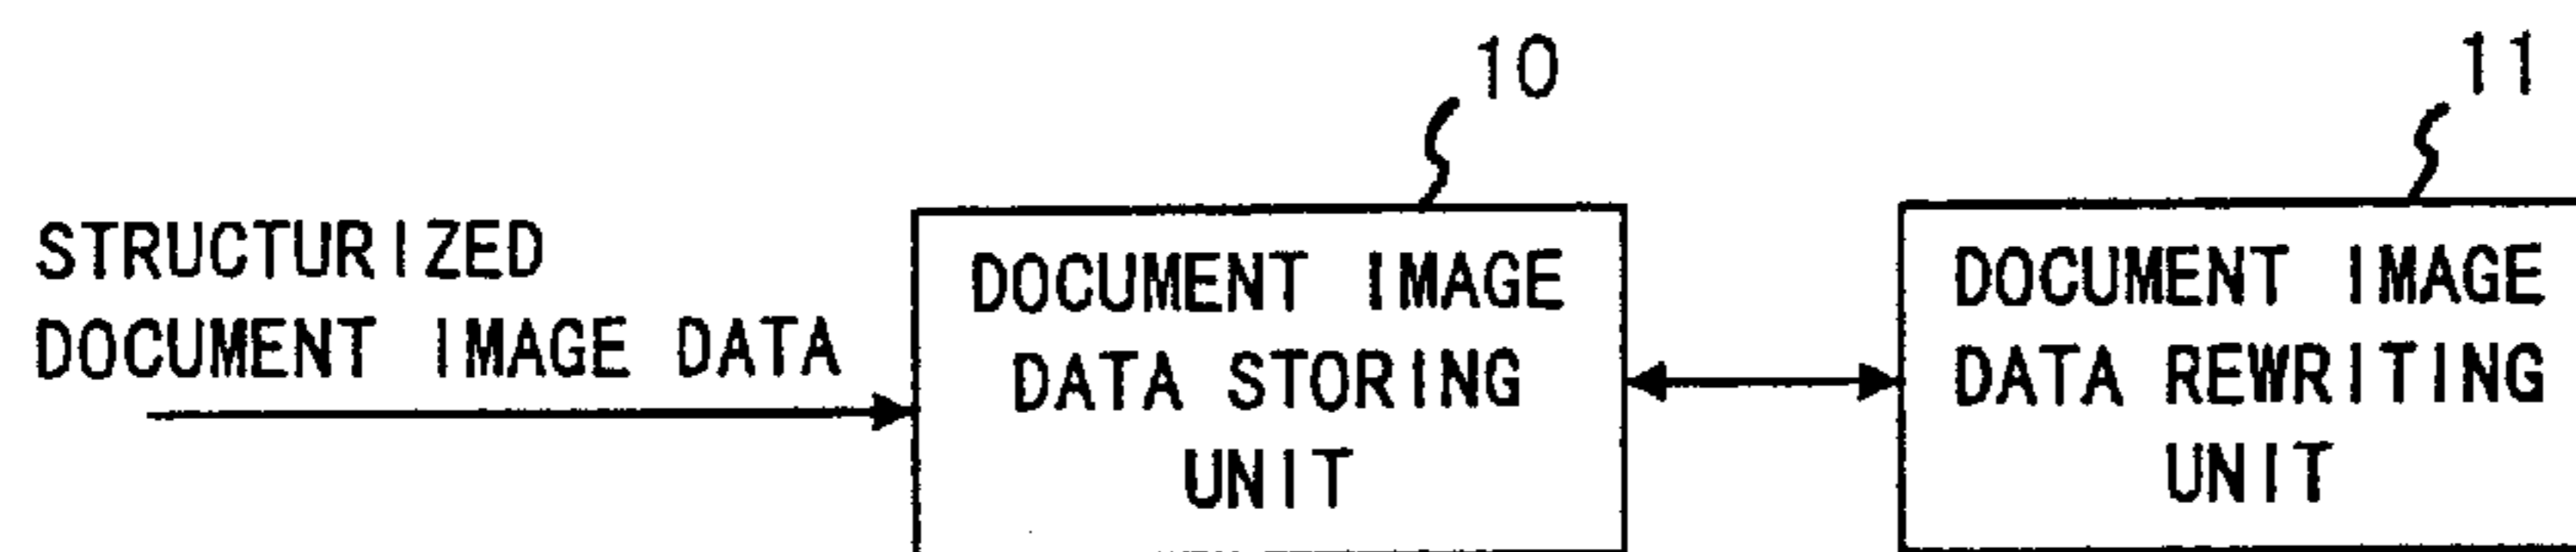 10
11
STRUCTURIZED
DOCUMENT IMAGE DATA
DOCUMENT IMAGE
DATA STORING
UNIT
DOCUMENT IMAGE
DATA REWRITING
UNIT